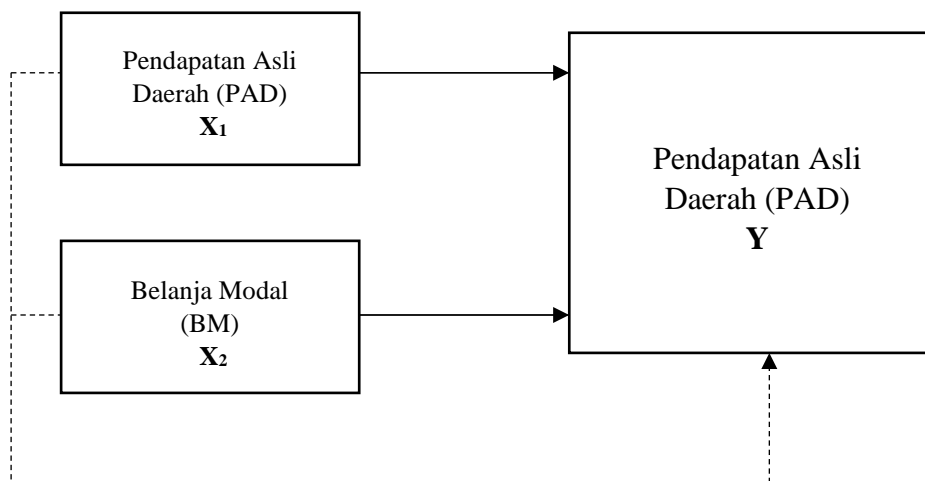 Pendapatan Asli
Daerah (PAD)
X1
Pendapatan Asli
Daerah (PAD)
Y
Belanja Modal
(BM)
X2